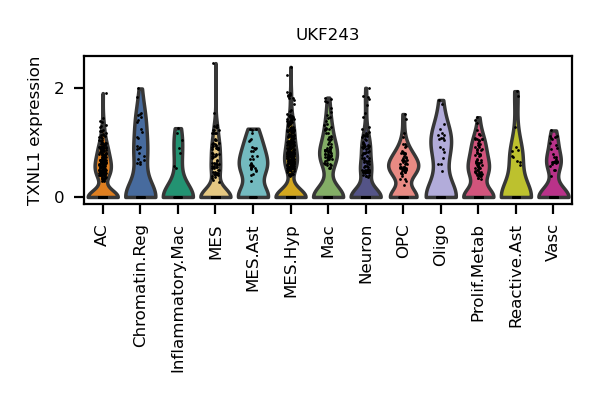 UKF243
TXNL1 expression
2
0
AC
Chromatin.Reg
Inflammatory.Mac
MES
MES.Ast
MES.Hyp
Mac
Neuron
OPC
Oligo
Prolif.Metab
Reactive.Ast
Vasc